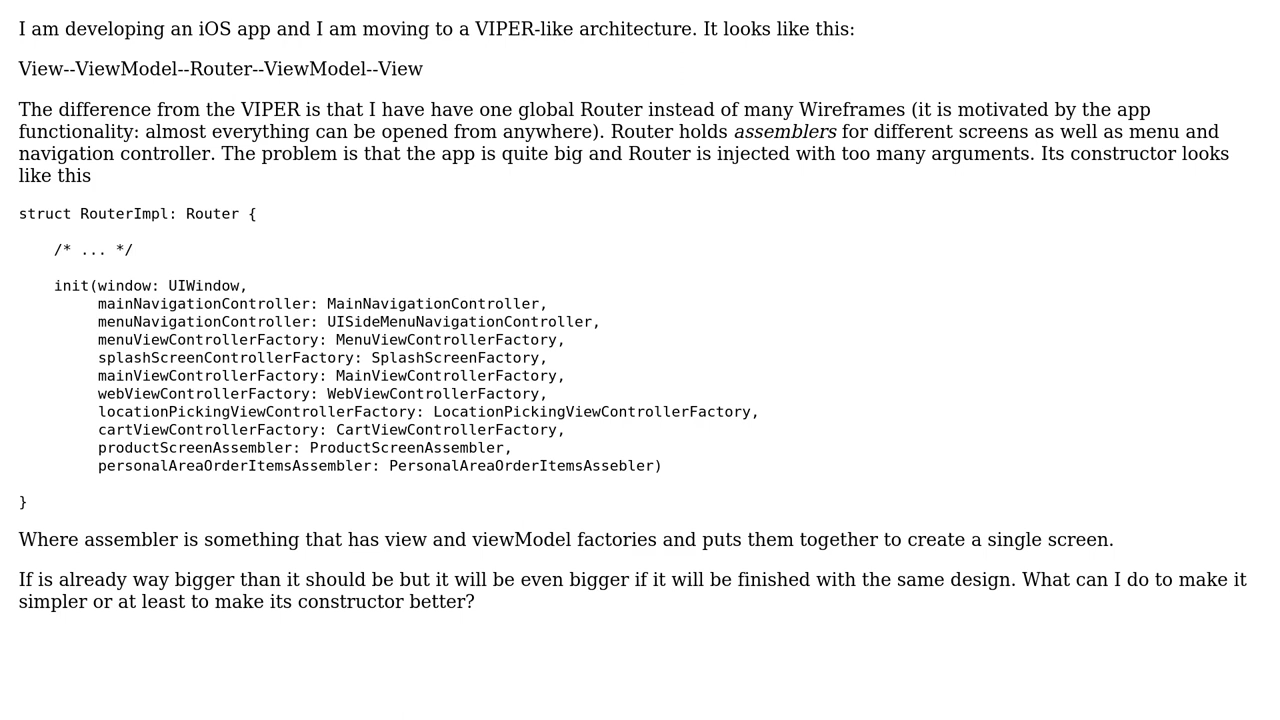 I am developing an iOS app and I am moving to a VIPER-like architecture. It looks like this:
View--ViewModel--Router--ViewModel--View
The difference from the VIPER is that I have have one global Router instead of many Wireframes (it is motivated by the app
functionality: almost everything can be opened from anywhere). Router holds assemblers for different screens as well as menu and
navigation controller. The problem is that the app is quite big and Router is injected with too many arguments. Its constructor looks
like this
struct RouterImpl: Router {
    /* ... */
    init(window: UIWindow,
         mainNavigationController: MainNavigationController,
         menuNavigationController: UISideMenuNavigationController,
         menuViewControllerFactory: MenuViewControllerFactory,
         splashScreenControllerFactory: SplashScreenFactory,
         mainViewControllerFactory: MainViewControllerFactory,
         webViewControllerFactory: WebViewControllerFactory,
         locationPickingViewControllerFactory: LocationPickingViewControllerFactory,
         cartViewControllerFactory: CartViewControllerFactory,
         productScreenAssembler: ProductScreenAssembler,
         personalAreaOrderItemsAssembler: PersonalAreaOrderItemsAssebler)
}
Where assembler is something that has view and viewModel factories and puts them together to create a single screen.
If is already way bigger than it should be but it will be even bigger if it will be finished with the same design. What can I do to make it
simpler or at least to make its constructor better?